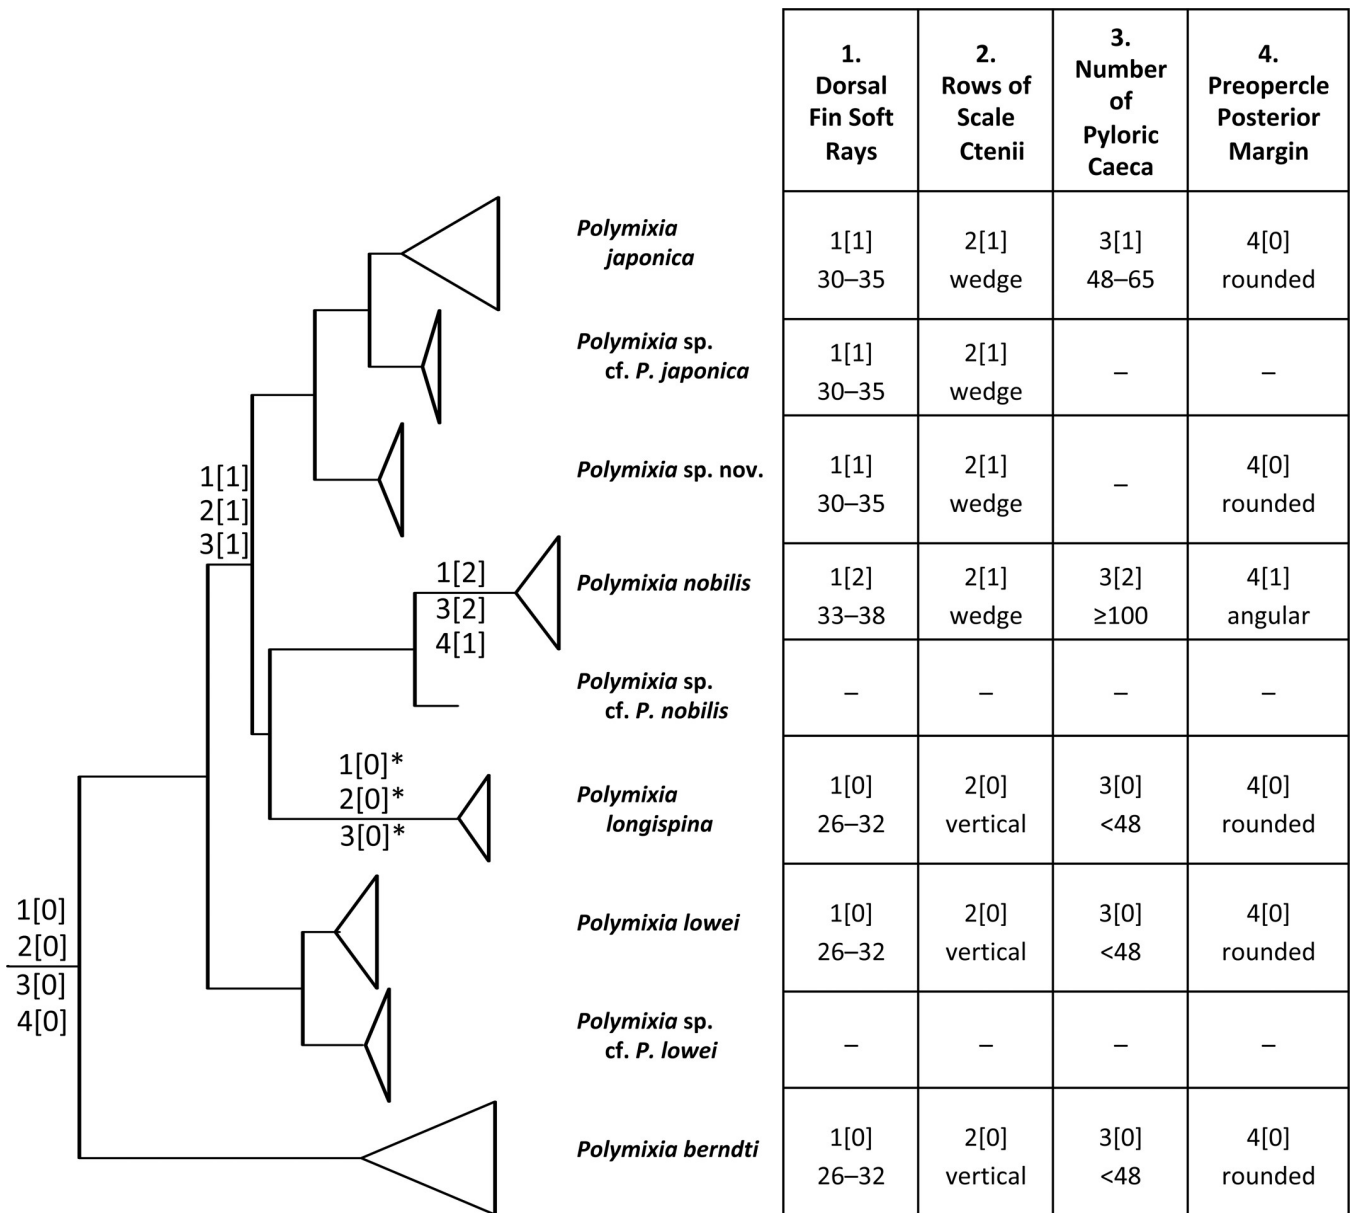 1.
Dorsal
Fin Soft
Rays
2.
Rows of
Scale
Ctenii
3.
Number
of
Pyloric
Caeca
4.
Preopercle
Posterior
Margin
Polymixia
japonica
1[1]
30–35
2[1]
wedge
3[1]
48–65
4[0]
rounded
Polymixia sp.
cf. P. japonica
1[1]
30–35
2[1]
wedge
–
–
Polymixia sp. nov.
1[1]
30–35
2[1]
wedge
–
4[0]
rounded
1[1]
2[1]
3[1]
1[2]
3[2]
4[1]
Polymixia nobilis
1[2]
33–38
2[1]
wedge
3[2]
≥100
4[1]
angular
Polymixia sp.
cf. P. nobilis
–
–
–
–
1[0]*
2[0]*
3[0]*
Polymixia
longispina
1[0]
26–32
2[0]
vertical
3[0]
<48
4[0]
rounded
1[0]
2[0]
3[0]
4[0]
Polymixia lowei
1[0]
26–32
2[0]
vertical
3[0]
<48
4[0]
rounded
Polymixia sp.
cf. P. lowei
–
–
–
–
Polymixia berndti
1[0]
26–32
2[0]
vertical
3[0]
<48
4[0]
rounded